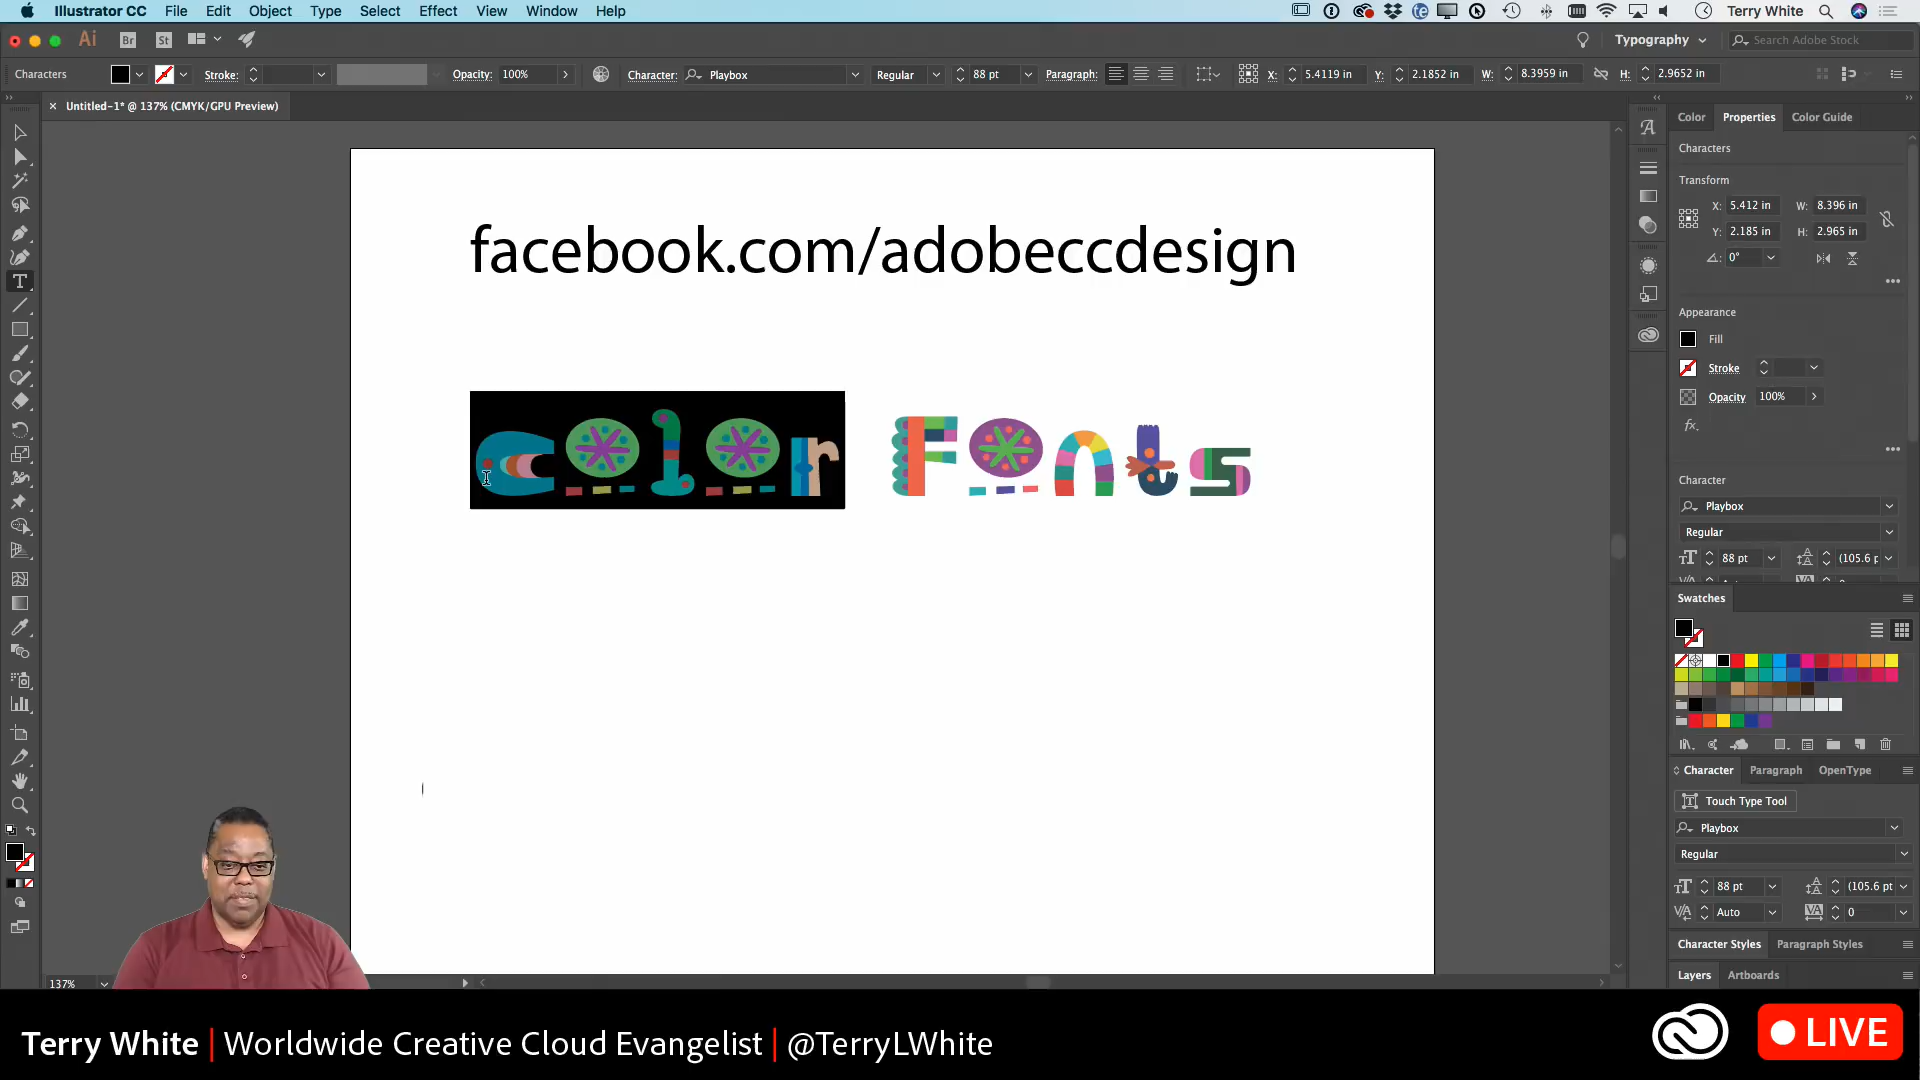 Illustrator CC File Edit Object Type Select Effect View Window Help Terry White
Ai Br St Typography Search Adobe Stock
Characters Stroke: Opacity: 100% Character: Playbox Regular 88 pt Paragraph: X: 5.4119 in Y: 2.1852 in W: 8.3959 in H: 2.9652 in
× Untitled-1* @ 137% (CMYK/GPU Preview)
Color Properties Color Guide
Characters
Transform
X: 5.412 in W: 8.396 in
Y: 2.185 in H: 2.965 in
0°
facebook.com/adobeccdesign
Appearance
Fill
Stroke
Opacity 100%
fx.
Color Fonts
Character
Playbox
Regular
88 pt (105.6 p
Swatches
Character Paragraph OpenType
Touch Type Tool
Playbox
Regular
88 pt (105.6 pt
Auto 0
Character Styles Paragraph Styles
Layers Artboards
137%
Terry White | Worldwide Creative Cloud Evangelist | @TerryLWhite
LIVE